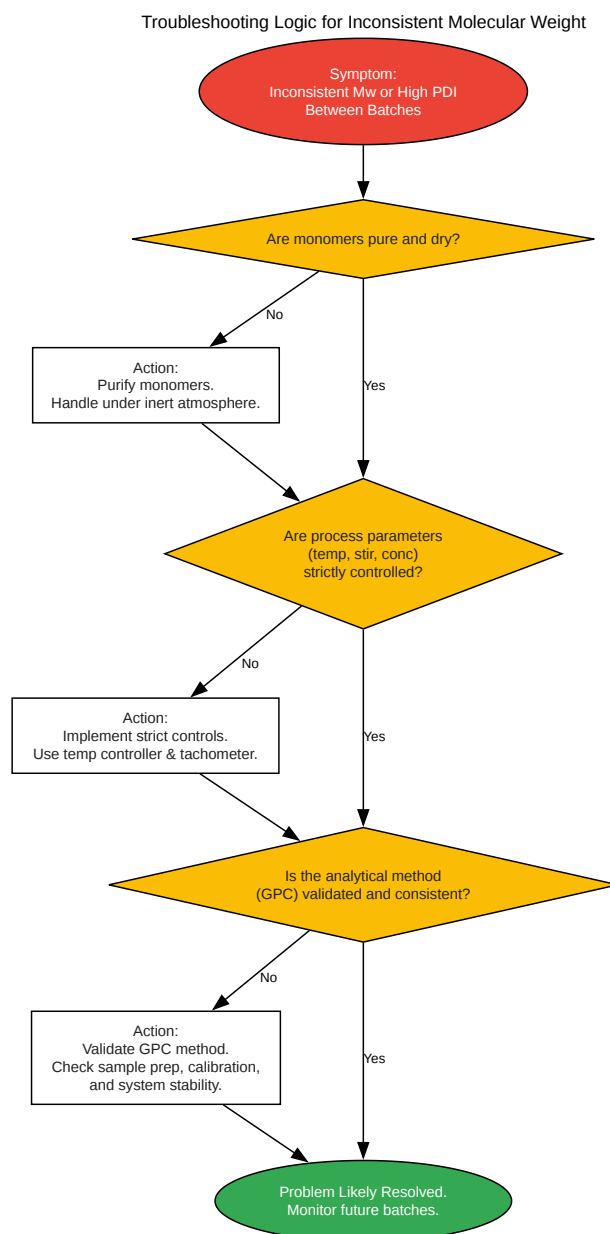 Troubleshooting Logic for Inconsistent Molecular Weight
Symptom:
Inconsistent Mw or High PDI
Between Batches
Are monomers pure and dry?
No
Action:
Purify monomers.
Handle under inert atmosphere.
Yes
Are process parameters
(temp, stir, conc)
strictly controlled?
No
Action:
Implement strict controls.
Use temp controller & tachometer.
Yes
Is the analytical method
(GPC) validated and consistent?
No
Action:
Validate GPC method.
Check sample prep, calibration,
and system stability.
Yes
Problem Likely Resolved.
Monitor future batches.